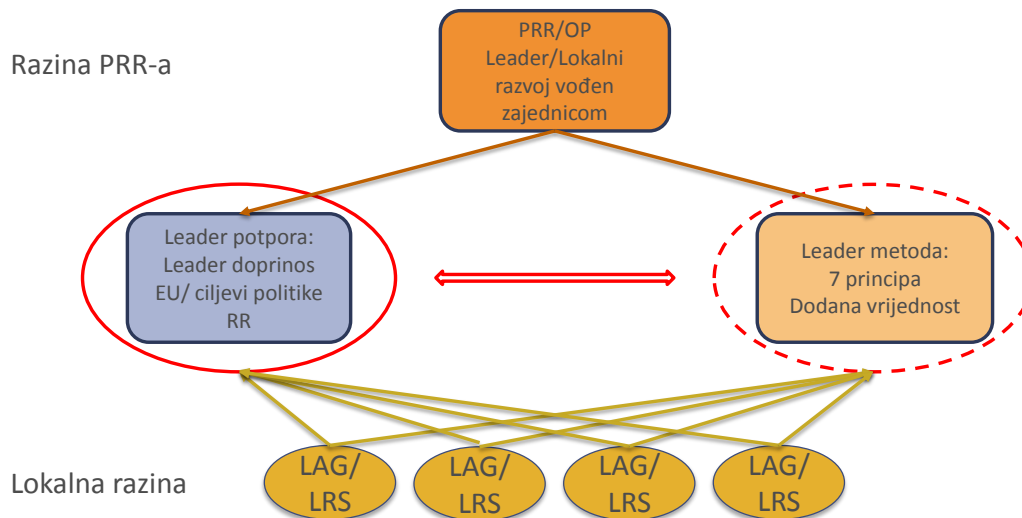 Razina PRR-a
PRR/OP
Leader/Lokalni
razvoj vođen
zajednicom
Leader potpora:
Leader doprinos
EU/ ciljevi politike
RR
Leader metoda:
7 principa
Dodana vrijednost
Lokalna razina
LAG/
LRS
LAG/
LRS
LAG/
LRS
LAG/
LRS